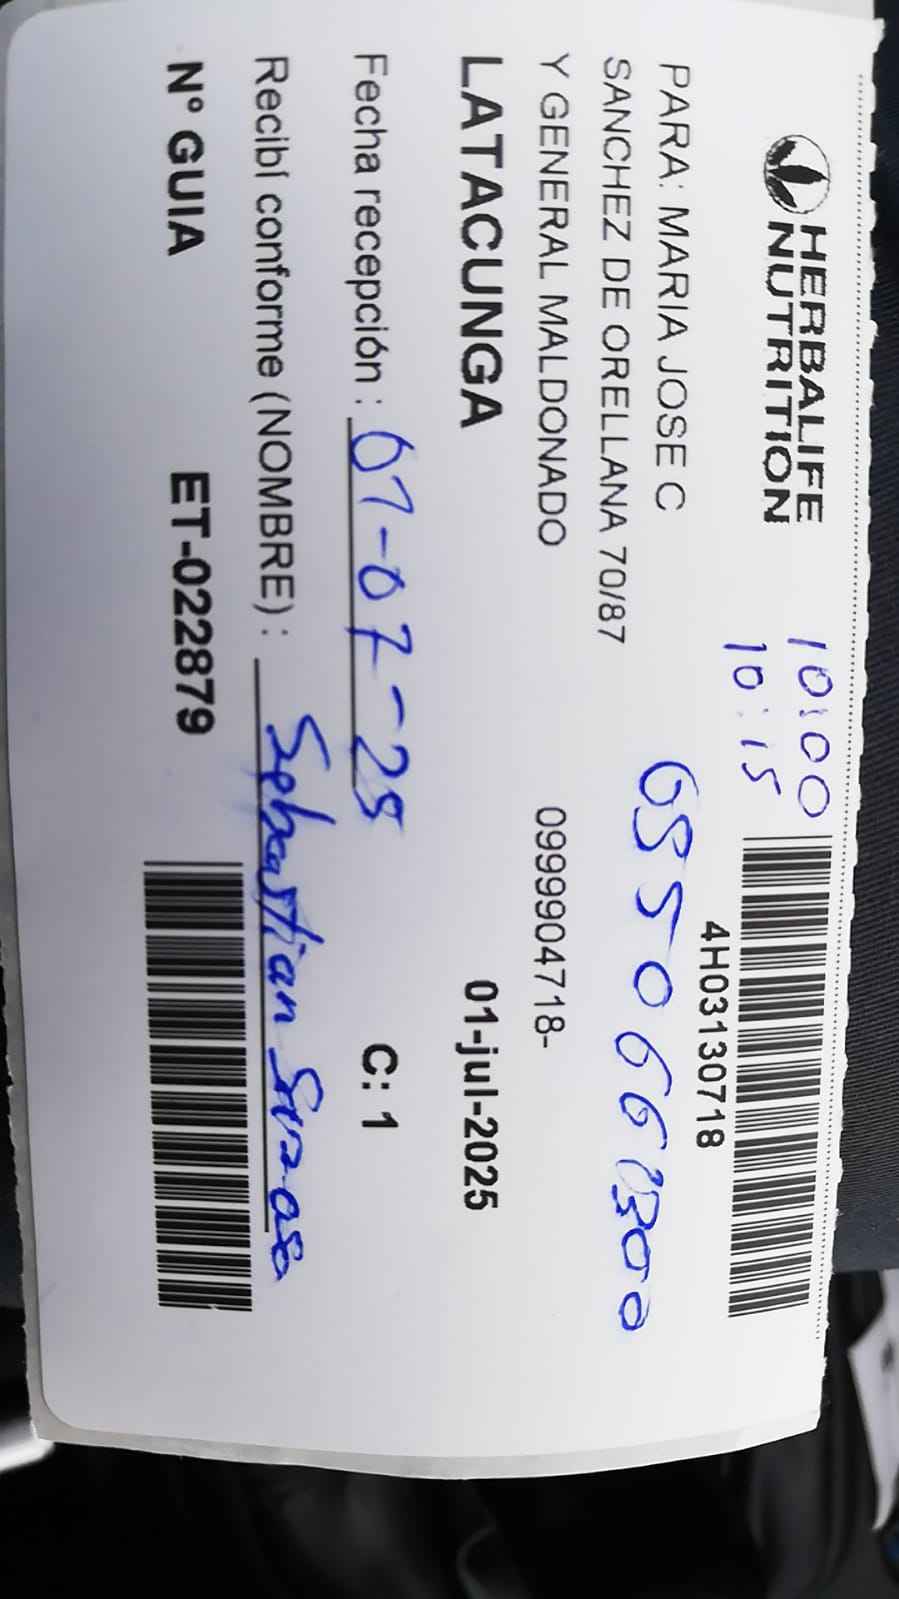 HERBALIFE
NUTRITION
10:00
10:15
4H03130718
PARA: MARIA JOSE C
SANCHEZ DE ORELLANA 70/87
Y GENERAL MALDONADO
0999904718-
LATACUNGA
01-jul-2025
Fecha recepción : 07-07-25
C: 1
Recibí conforme (NOMBRE) : Sebastian
Nº GUIA ET-022879